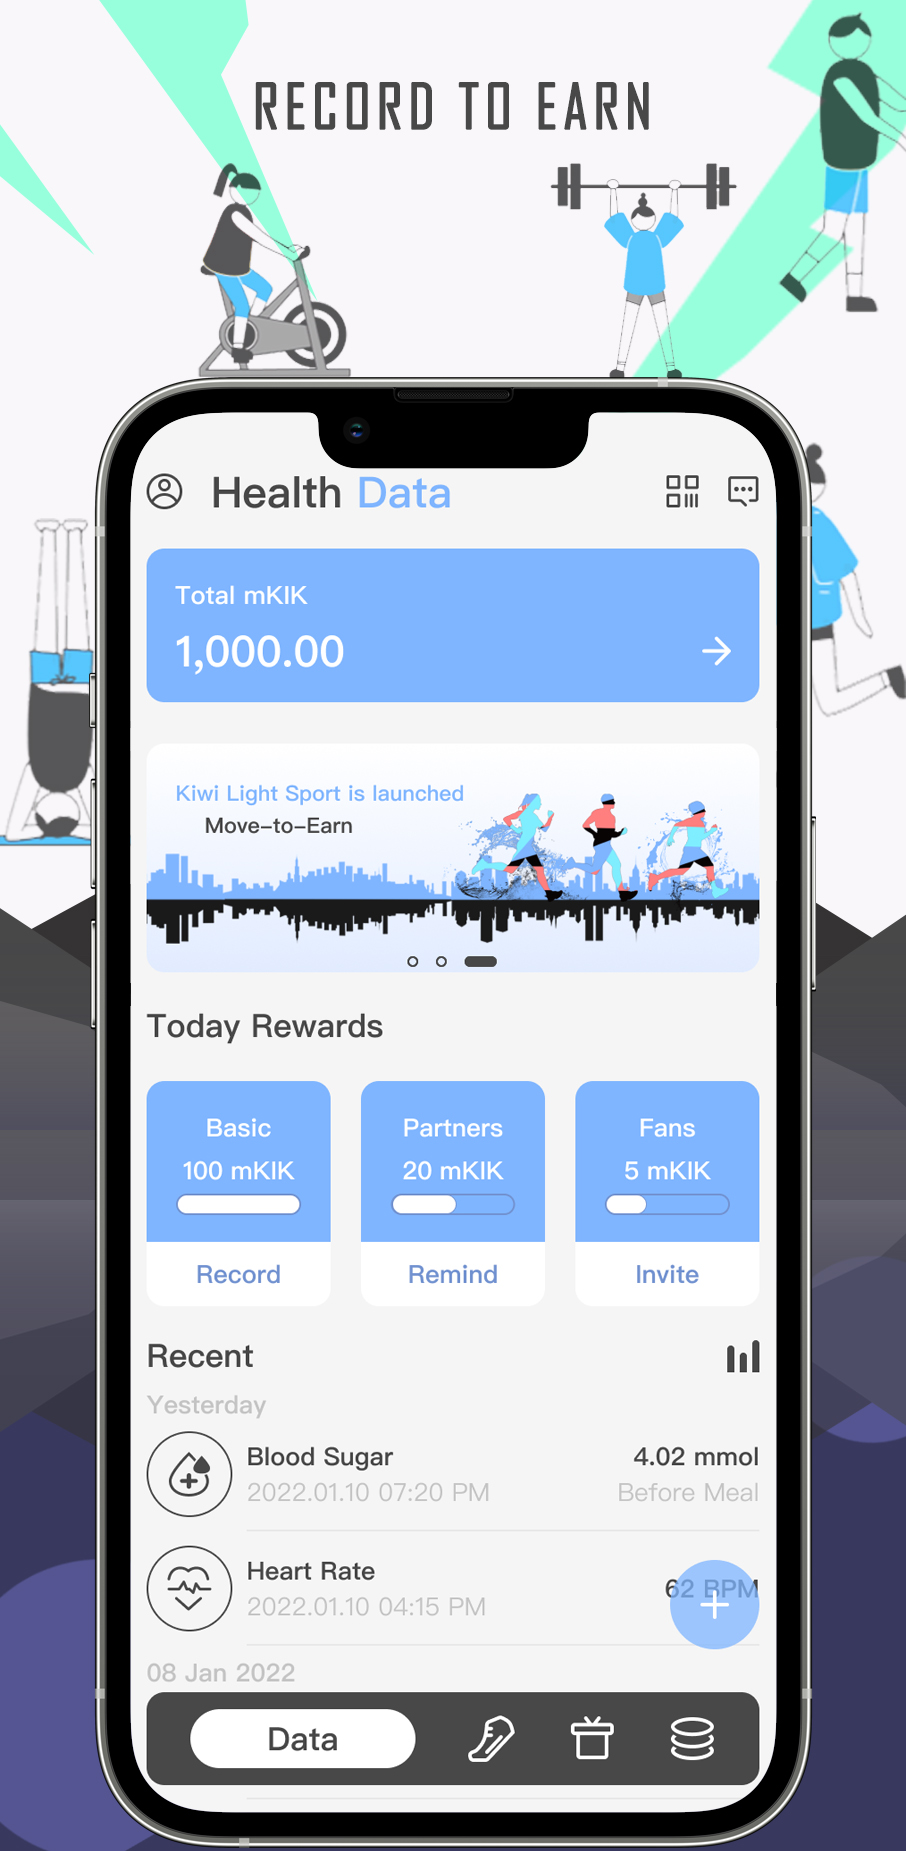 RECORD TO EARN
Health Data
Total mKIK
1,000.00
Kiwi Light Sport is launched
Move-to-Earn
Today Rewards
Basic
100 mKIK
Record
Partners
20 mKIK
Remind
Fans
5 mKIK
Invite
Recent
Yesterday
Blood Sugar
4.02 mmol
2022.01.10 07:20 PM
Before Meal
Heart Rate
62 BPM
2022.01.10 04:15 PM
08 Jan 2022
Data